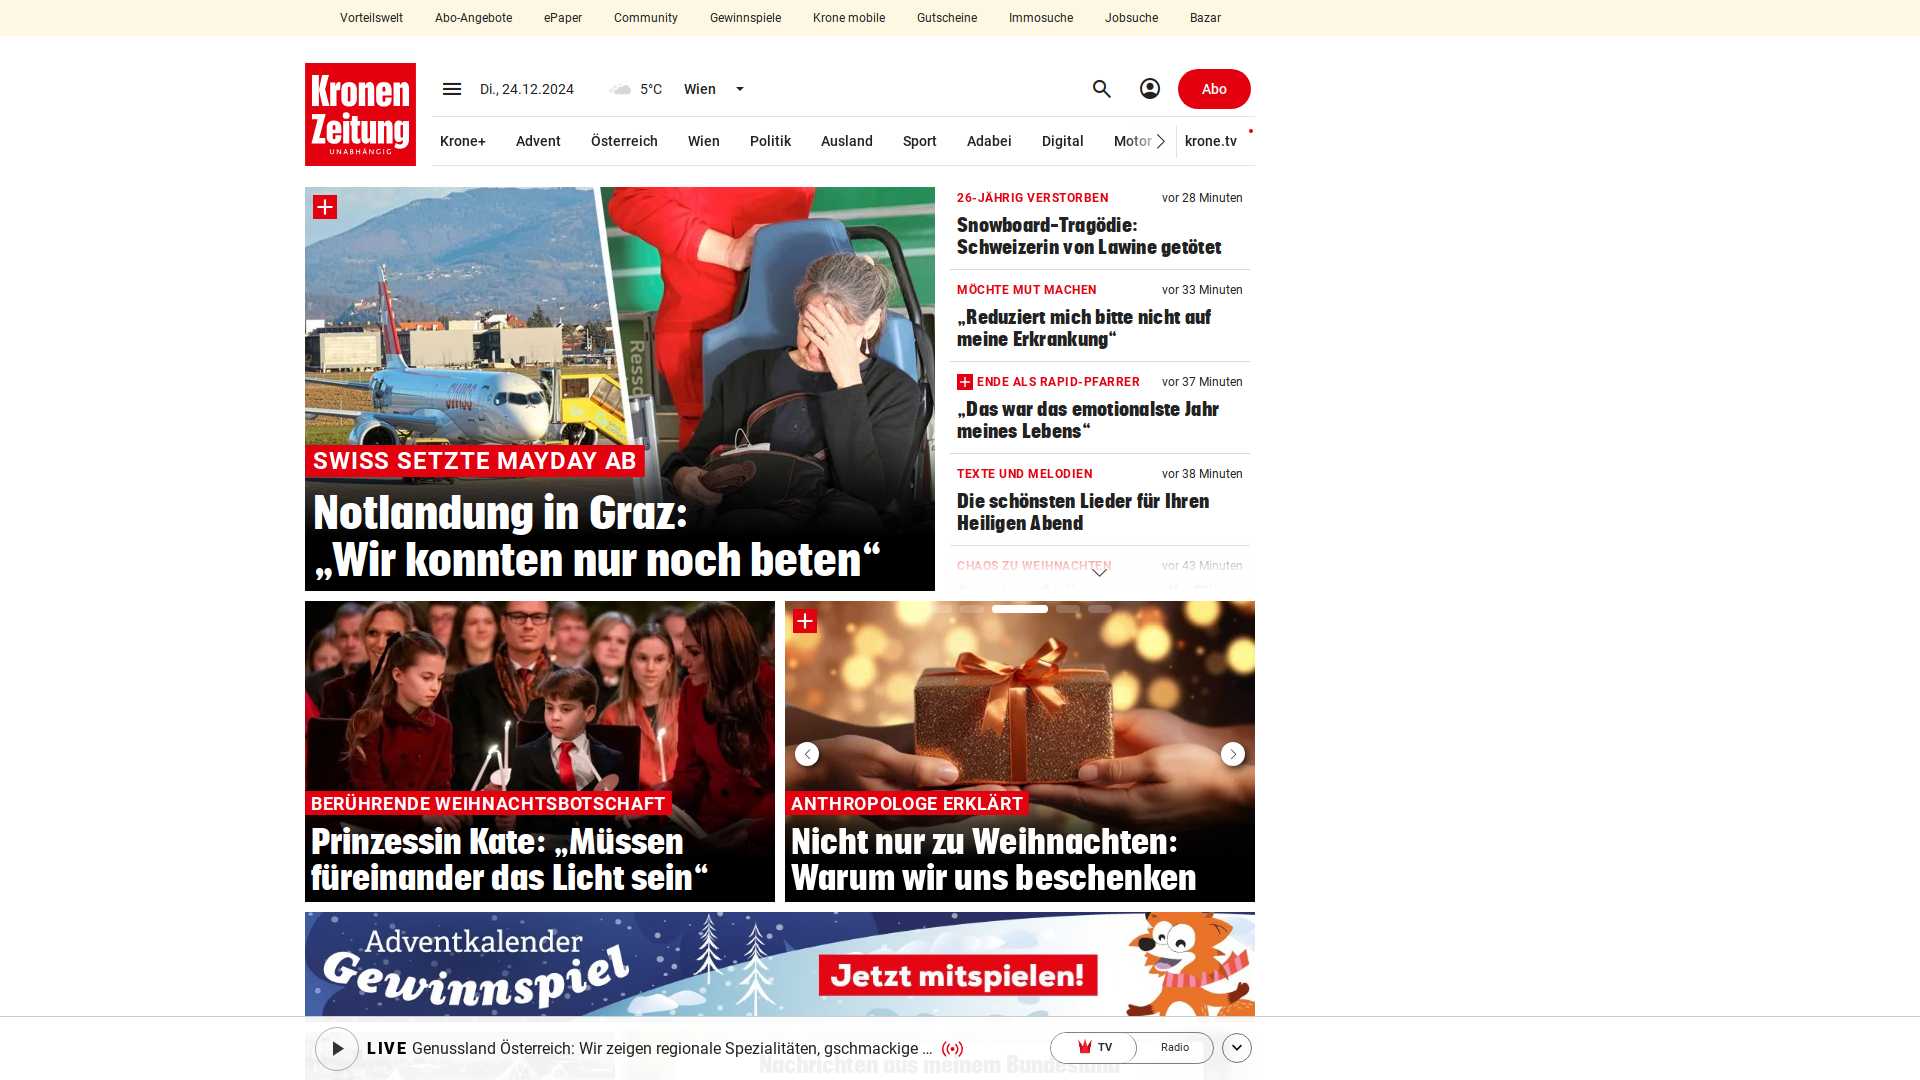 Vorteilswelt Abo-Angebote ePaper Community Gewinnspiele Krone mobile Gutscheine Immosuche Jobsuche Bazar
Kronen
Zeitung
UNABHÄNGIG
Di., 24.12.2024 5°C Wien Abo
Krone+ Advent Österreich Wien Politik Ausland Sport Adabei Digital Motor krone.tv
SWISS
SWISS SETZTE MAYDAY AB
Notlandung in Graz:
„Wir konnten nur noch beten“
26-JÄHRIG VERSTORBEN vor 28 Minuten
Snowboard-Tragödie:
Schweizerin von Lawine getötet
MÖCHTE MUT MACHEN vor 33 Minuten
„Reduziert mich bitte nicht auf
meine Erkrankung“
ENDE ALS RAPID-PFARRER vor 37 Minuten
„Das war das emotionalste Jahr
meines Lebens“
TEXTE UND MELODIEN vor 38 Minuten
Die schönsten Lieder für Ihren
Heiligen Abend
CHAOS ZU WEIHNACHTEN vor 43 Minuten
BERÜHRENDE WEIHNACHTSBOTSCHAFT
Prinzessin Kate: „Müssen
füreinander das Licht sein“
ANTHROPOLOGE ERKLÄRT
Nicht nur zu Weihnachten:
Warum wir uns beschenken
Adventkalender
Gewinnspiel
Jetzt mitspielen!
LIVE Genussland Österreich: Wir zeigen regionale Spezialitäten, gschmackige ... TV Radio
Nachrichten aus meinem Bundesland